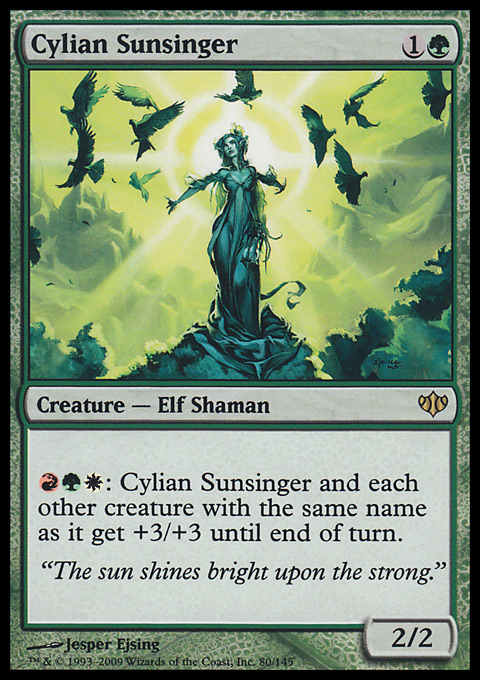 Cylian Sunsinger
1
EJSING
Creature — Elf Shaman
: Cylian Sunsinger and each
other creature with the same name
as it get +3/+3 until end of turn.
“The sun shines bright upon the strong.”
Jesper Ejsing
2/2
™ & © 1993–2009 Wizards of the Coast, Inc. 80/145